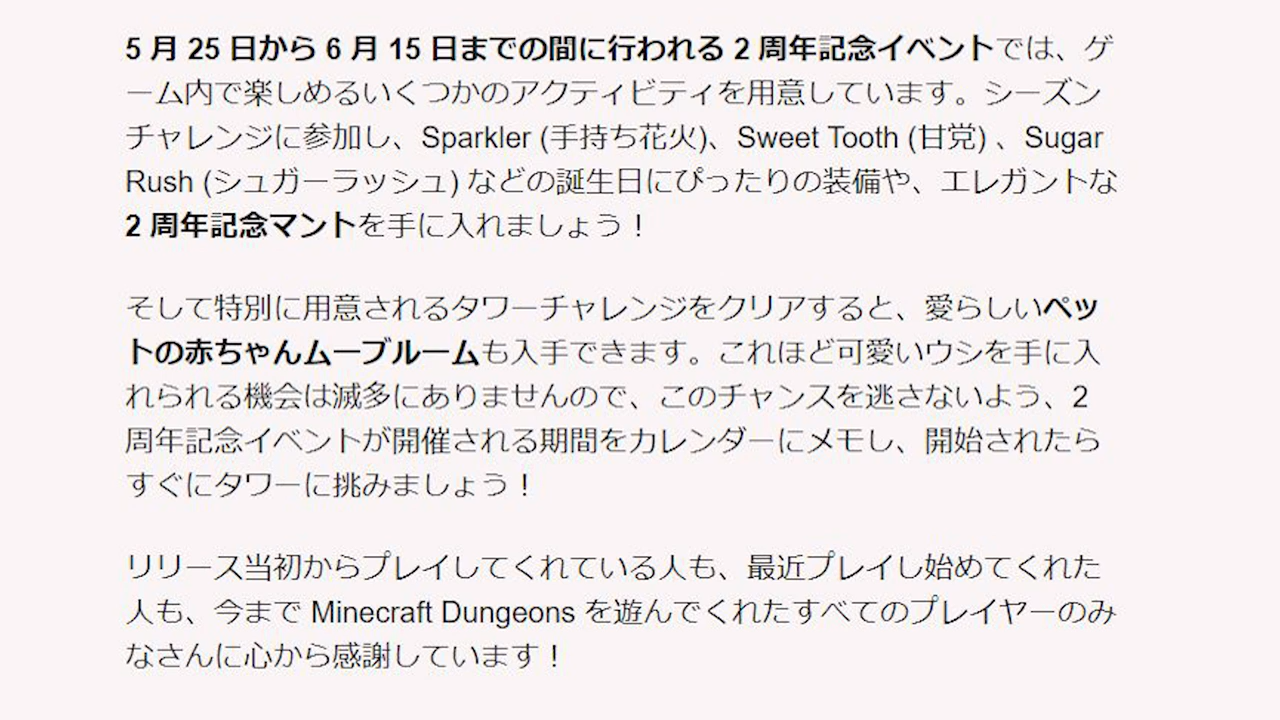 5 月 25 日から 6 月 15 日までの間に行われる 2 周年記念イベントでは、ゲ
ーム内で楽しめるいくつかのアクティビティを用意しています。シーズン
チャレンジに参加し、Sparkler (手持ち花火)、Sweet Tooth (甘党) 、Sugar
Rush (シュガーラッシュ) などの誕生日にぴったりの装備や、エレガントな
2 周年記念マントを手に入れましょう！
そして特別に用意されるタワーチャレンジをクリアすると、愛らしいペッ
トの赤ちゃんムーブルームも入手できます。これほど可愛いウシを手に入
れられる機会は滅多にありませんので、このチャンスを逃さないよう、2
周年記念イベントが開催される期間をカレンダーにメモし、開始されたら
すぐにタワーに挑みましょう！
リリース当初からプレイしてくれている人も、最近プレイし始めてくれた
人も、今まで Minecraft Dungeons を遊んでくれたすべてのプレイヤーのみ
なさんに心から感謝しています！